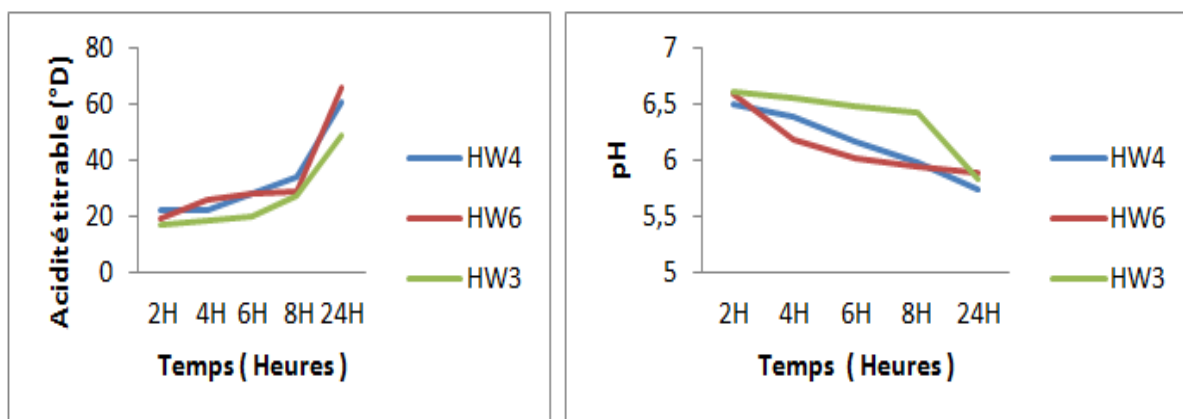 Acidité titrable (°D)
80
60
40
20
0
2H 4H 6H 8H 24H
Temps ( Heures )
HW4
HW6
HW3
pH
7
6,5
6
5,5
5
2H 4H 6H 8H 24H
Temps ( Heures )
HW4
HW6
HW3